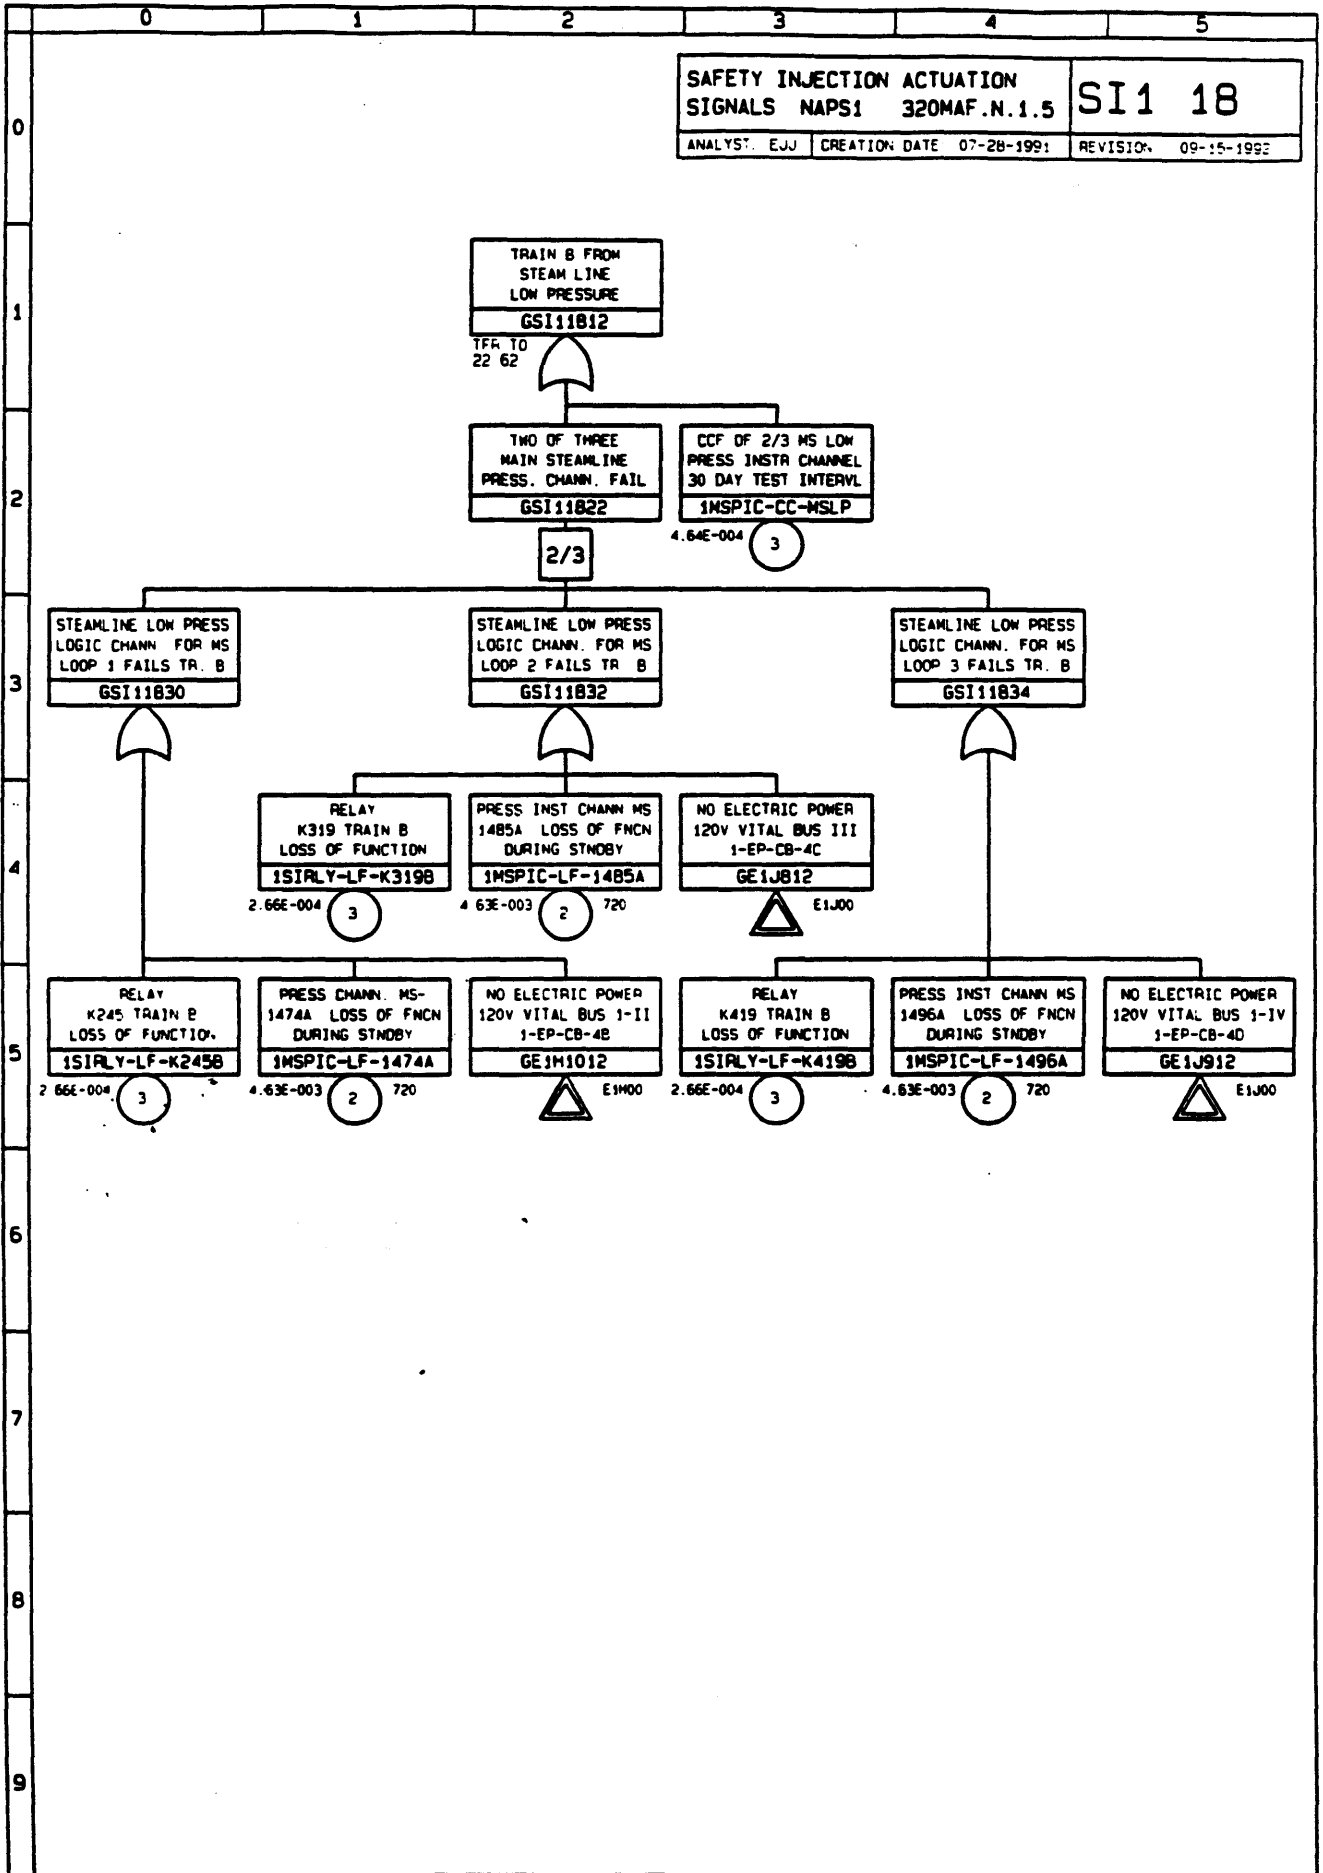 0 1 2 3 4 5
SAFETY INJECTION ACTUATION
SIGNALS NAPS1 320MAF.N.1.5
SI1 18
ANALYST. EJJ CREATION DATE 07-28-1991 REVISION 09-15-1992
0
TRAIN B FROM
STEAM LINE
LOW PRESSURE
GSI11812
1
TFR TO
22 62
TWO OF THREE
MAIN STEAMLINE
PRESS. CHANN. FAIL
GSI11822
CCF OF 2/3 MS LOW
PRESS INSTR CHANNEL
30 DAY TEST INTERVL
1MSPIC-CC-MSLP
2
4.64E-004 3
2/3
STEAMLINE LOW PRESS
LOGIC CHANN FOR MS
LOOP 1 FAILS TR. B
GSI11830
STEAMLINE LOW PRESS
LOGIC CHANN. FOR MS
LOOP 2 FAILS TR B
GSI11832
STEAMLINE LOW PRESS
LOGIC CHANN. FOR MS
LOOP 3 FAILS TR. B
GSI11834
3
RELAY
K319 TRAIN B
LOSS OF FUNCTION
1SIRLY-LF-K319B
2.66E-004 3
PRESS INST CHANN MS
1485A LOSS OF FNCN
DURING STNDBY
1MSPIC-LF-1485A
4 63E-003 2 720
NO ELECTRIC POWER
120V VITAL BUS III
1-EP-CB-4C
GE1J812
E1J00
4
RELAY
K245 TRAIN B
LOSS OF FUNCTION
1SIRLY-LF-K245B
2 66E-004 3
PRESS CHANN. MS-
1474A LOSS OF FNCN
DURING STNDBY
1MSPIC-LF-1474A
4.63E-003 2 720
NO ELECTRIC POWER
120V VITAL BUS 1-II
1-EP-CB-4B
GE1H1012
E1H00
RELAY
K419 TRAIN B
LOSS OF FUNCTION
1SIRLY-LF-K419B
2.66E-004 3
PRESS INST CHANN MS
1496A LOSS OF FNCN
DURING STNDBY
1MSPIC-LF-1496A
4.63E-003 2 720
NO ELECTRIC POWER
120V VITAL BUS 1-IV
1-EP-CB-4D
GE1J912
E1J00
5
6
7
8
9